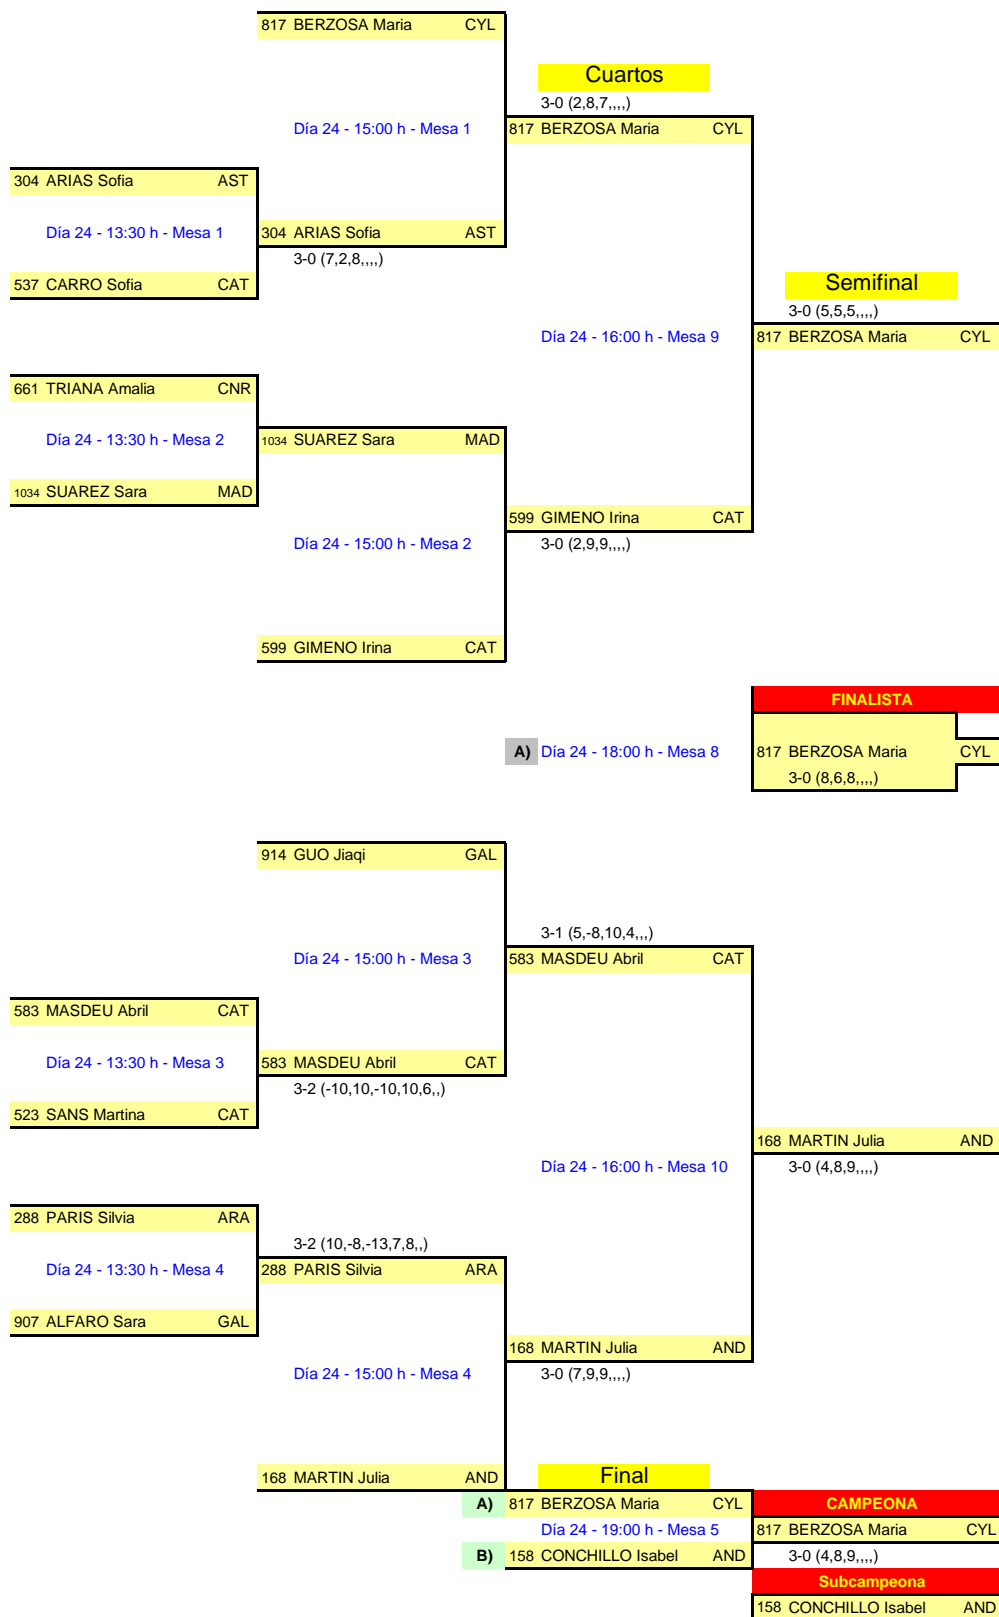 817 BERZOSA Maria CYL
Cuartos
3-0 (2,8,7,,,,)
Día 24 - 15:00 h - Mesa 1
817 BERZOSA Maria CYL
304 ARIAS Sofia AST
Día 24 - 13:30 h - Mesa 1
304 ARIAS Sofia AST
3-0 (7,2,8,,,,)
537 CARRO Sofia CAT
Semifinal
3-0 (5,5,5,,,,)
Día 24 - 16:00 h - Mesa 9
817 BERZOSA Maria CYL
661 TRIANA Amalia CNR
Día 24 - 13:30 h - Mesa 2
1034 SUAREZ Sara MAD
1034 SUAREZ Sara MAD
599 GIMENO Irina CAT
Día 24 - 15:00 h - Mesa 2
3-0 (2,9,9,,,,)
599 GIMENO Irina CAT
FINALISTA
A) Día 24 - 18:00 h - Mesa 8
817 BERZOSA Maria CYL
3-0 (8,6,8,,,,)
914 GUO Jiaqi GAL
3-1 (5,-8,10,4,,,)
Día 24 - 15:00 h - Mesa 3
583 MASDEU Abril CAT
583 MASDEU Abril CAT
Día 24 - 13:30 h - Mesa 3
583 MASDEU Abril CAT
3-2 (-10,10,-10,10,6,,)
523 SANS Martina CAT
168 MARTIN Julia AND
Día 24 - 16:00 h - Mesa 10
3-0 (4,8,9,,,,)
288 PARIS Silvia ARA
3-2 (10,-8,-13,7,8,,)
Día 24 - 13:30 h - Mesa 4
288 PARIS Silvia ARA
907 ALFARO Sara GAL
168 MARTIN Julia AND
Día 24 - 15:00 h - Mesa 4
3-0 (7,9,9,,,,)
168 MARTIN Julia AND
Final
A) 817 BERZOSA Maria CYL
CAMPEONA
Día 24 - 19:00 h - Mesa 5
817 BERZOSA Maria CYL
B) 158 CONCHILLO Isabel AND
3-0 (4,8,9,,,,)
Subcampeona
158 CONCHILLO Isabel AND